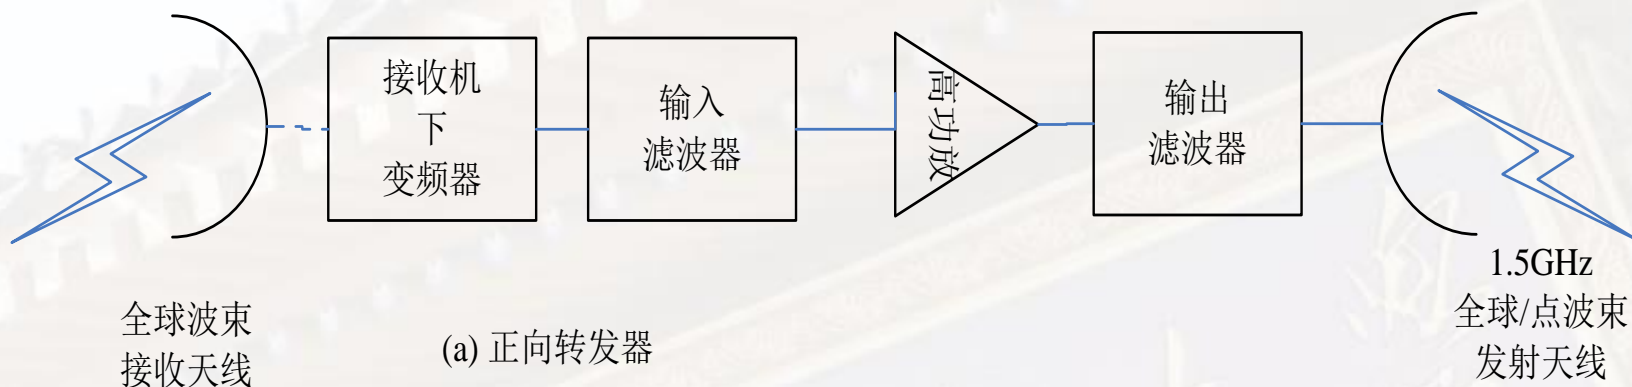 接收机
下
变频器
输入
滤波器
高功放
输出
滤波器
全球波束
接收天线
(a) 正向转发器
1.5GHz
全球/点波束
发射天线